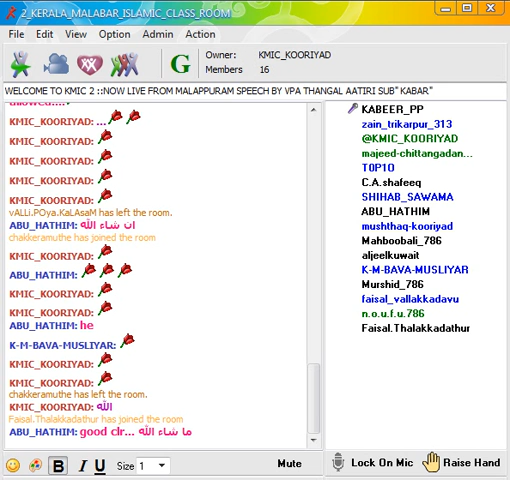 2_KERALA_MALABAR_ISLAMIC_CLASS_ROOM
File Edit View Option Admin Action
G
Owner: KMIC_KOORIYAD
Members 16
WELCOME TO KMIC 2 ::NOW LIVE FROM MALAPPURAM SPEECH BY VPA THANGAL AATIRI SUB" KABAR"
KMIC_KOORIYAD: ...
KMIC_KOORIYAD:
KMIC_KOORIYAD:
KMIC_KOORIYAD:
KMIC_KOORIYAD:
vALLi.POya.KaLAsaM has left the room.
ABU_HATHIM: ان شاء الله
chakkeramuthe has joined the room
KMIC_KOORIYAD:
ABU_HATHIM:
KMIC_KOORIYAD:
KMIC_KOORIYAD:
ABU_HATHIM: he
K-M-BAVA-MUSLIYAR:
KMIC_KOORIYAD:
KMIC_KOORIYAD:
chakkeramuthe has left the room.
KMIC_KOORIYAD: الله
Faisal.Thalakkadathur has joined the room
ABU_HATHIM: good clr... ما شاء الله
KABEER_PP
zain_trikarpur_313
@KMIC_KOORIYAD
majeed-chittangadan...
T0P1O
C.A.shafeeq
SHIHAB_SAWAMA
ABU_HATHIM
mushthaq-kooriyad
Mahboobali_786
aljeelkuwait
K-M-BAVA-MUSLIYAR
Murshid_786
faisal_vallakkadavu
n.o.u.f.u.786
Faisal.Thalakkadathur
B I U Size 1 Mute
Lock On Mic Raise Hand